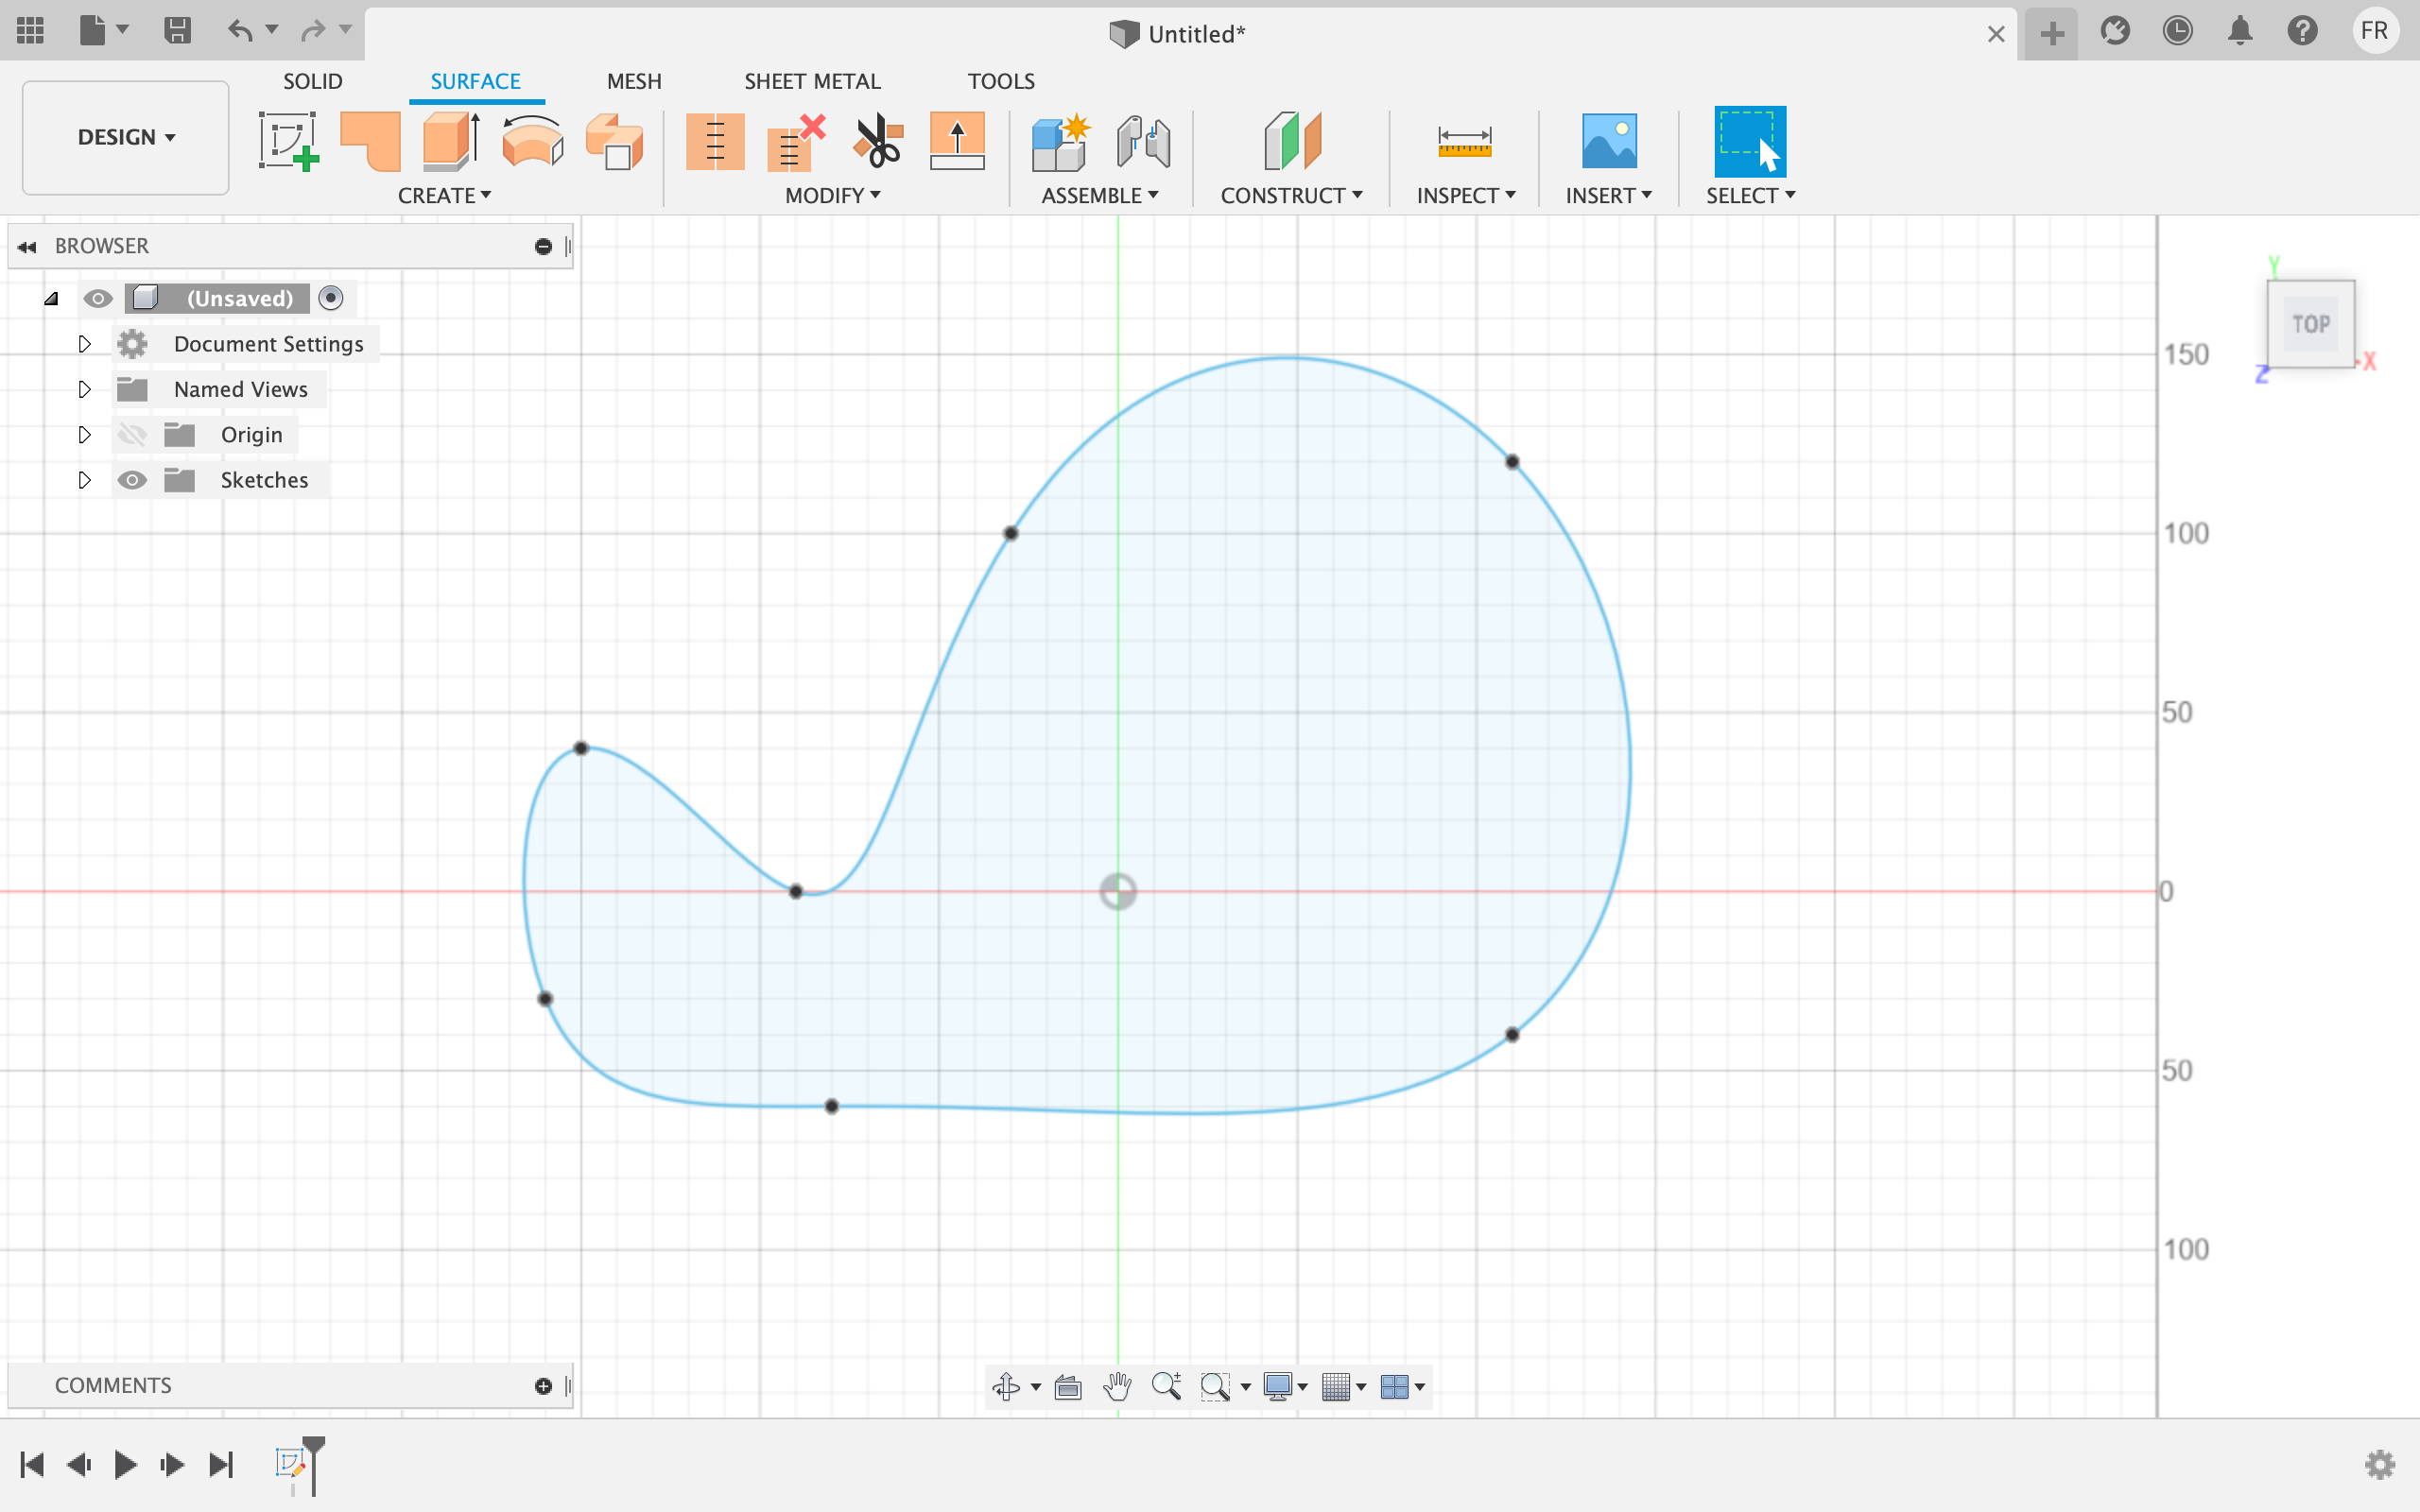 Untitled*
FR
SOLID SURFACE MESH SHEET METAL TOOLS
DESIGN
CREATE MODIFY ASSEMBLE CONSTRUCT INSPECT INSERT SELECT
BROWSER
(Unsaved)
Document Settings
Named Views
Origin
Sketches
Y
TOP
X
Z
150
100
50
0
50
100
COMMENTS